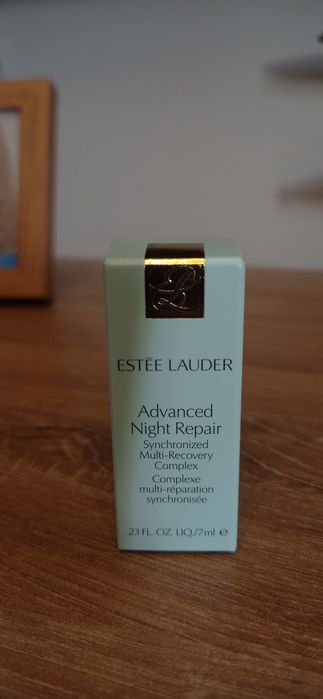 ESTĒE LAUDER
Advanced
Night Repair
Synchronized
Multi-Recovery
Complex
Complexe
multi-réparation
synchronisée
.23 FL. OZ. LIQ./7ml ℮